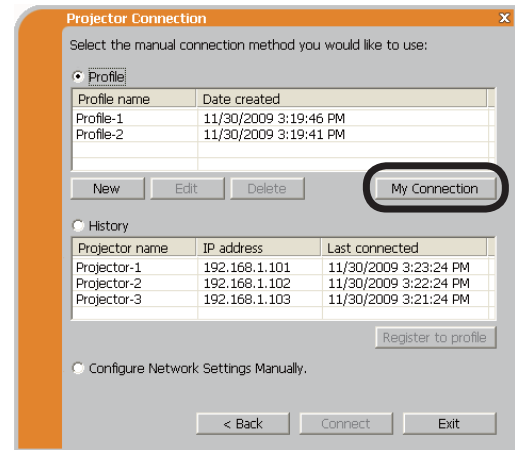 Projector Connection x
Select the manual connection method you would like to use:
Profile
Profile name Date created
Profile-1 11/30/2009 3:19:46 PM
Profile-2 11/30/2009 3:19:41 PM
New Edit Delete My Connection
History
Projector name IP address Last connected
Projector-1 192.168.1.101 11/30/2009 3:23:24 PM
Projector-2 192.168.1.102 11/30/2009 3:22:24 PM
Projector-3 192.168.1.103 11/30/2009 3:21:24 PM
Register to profile
Configure Network Settings Manually.
< Back Connect Exit